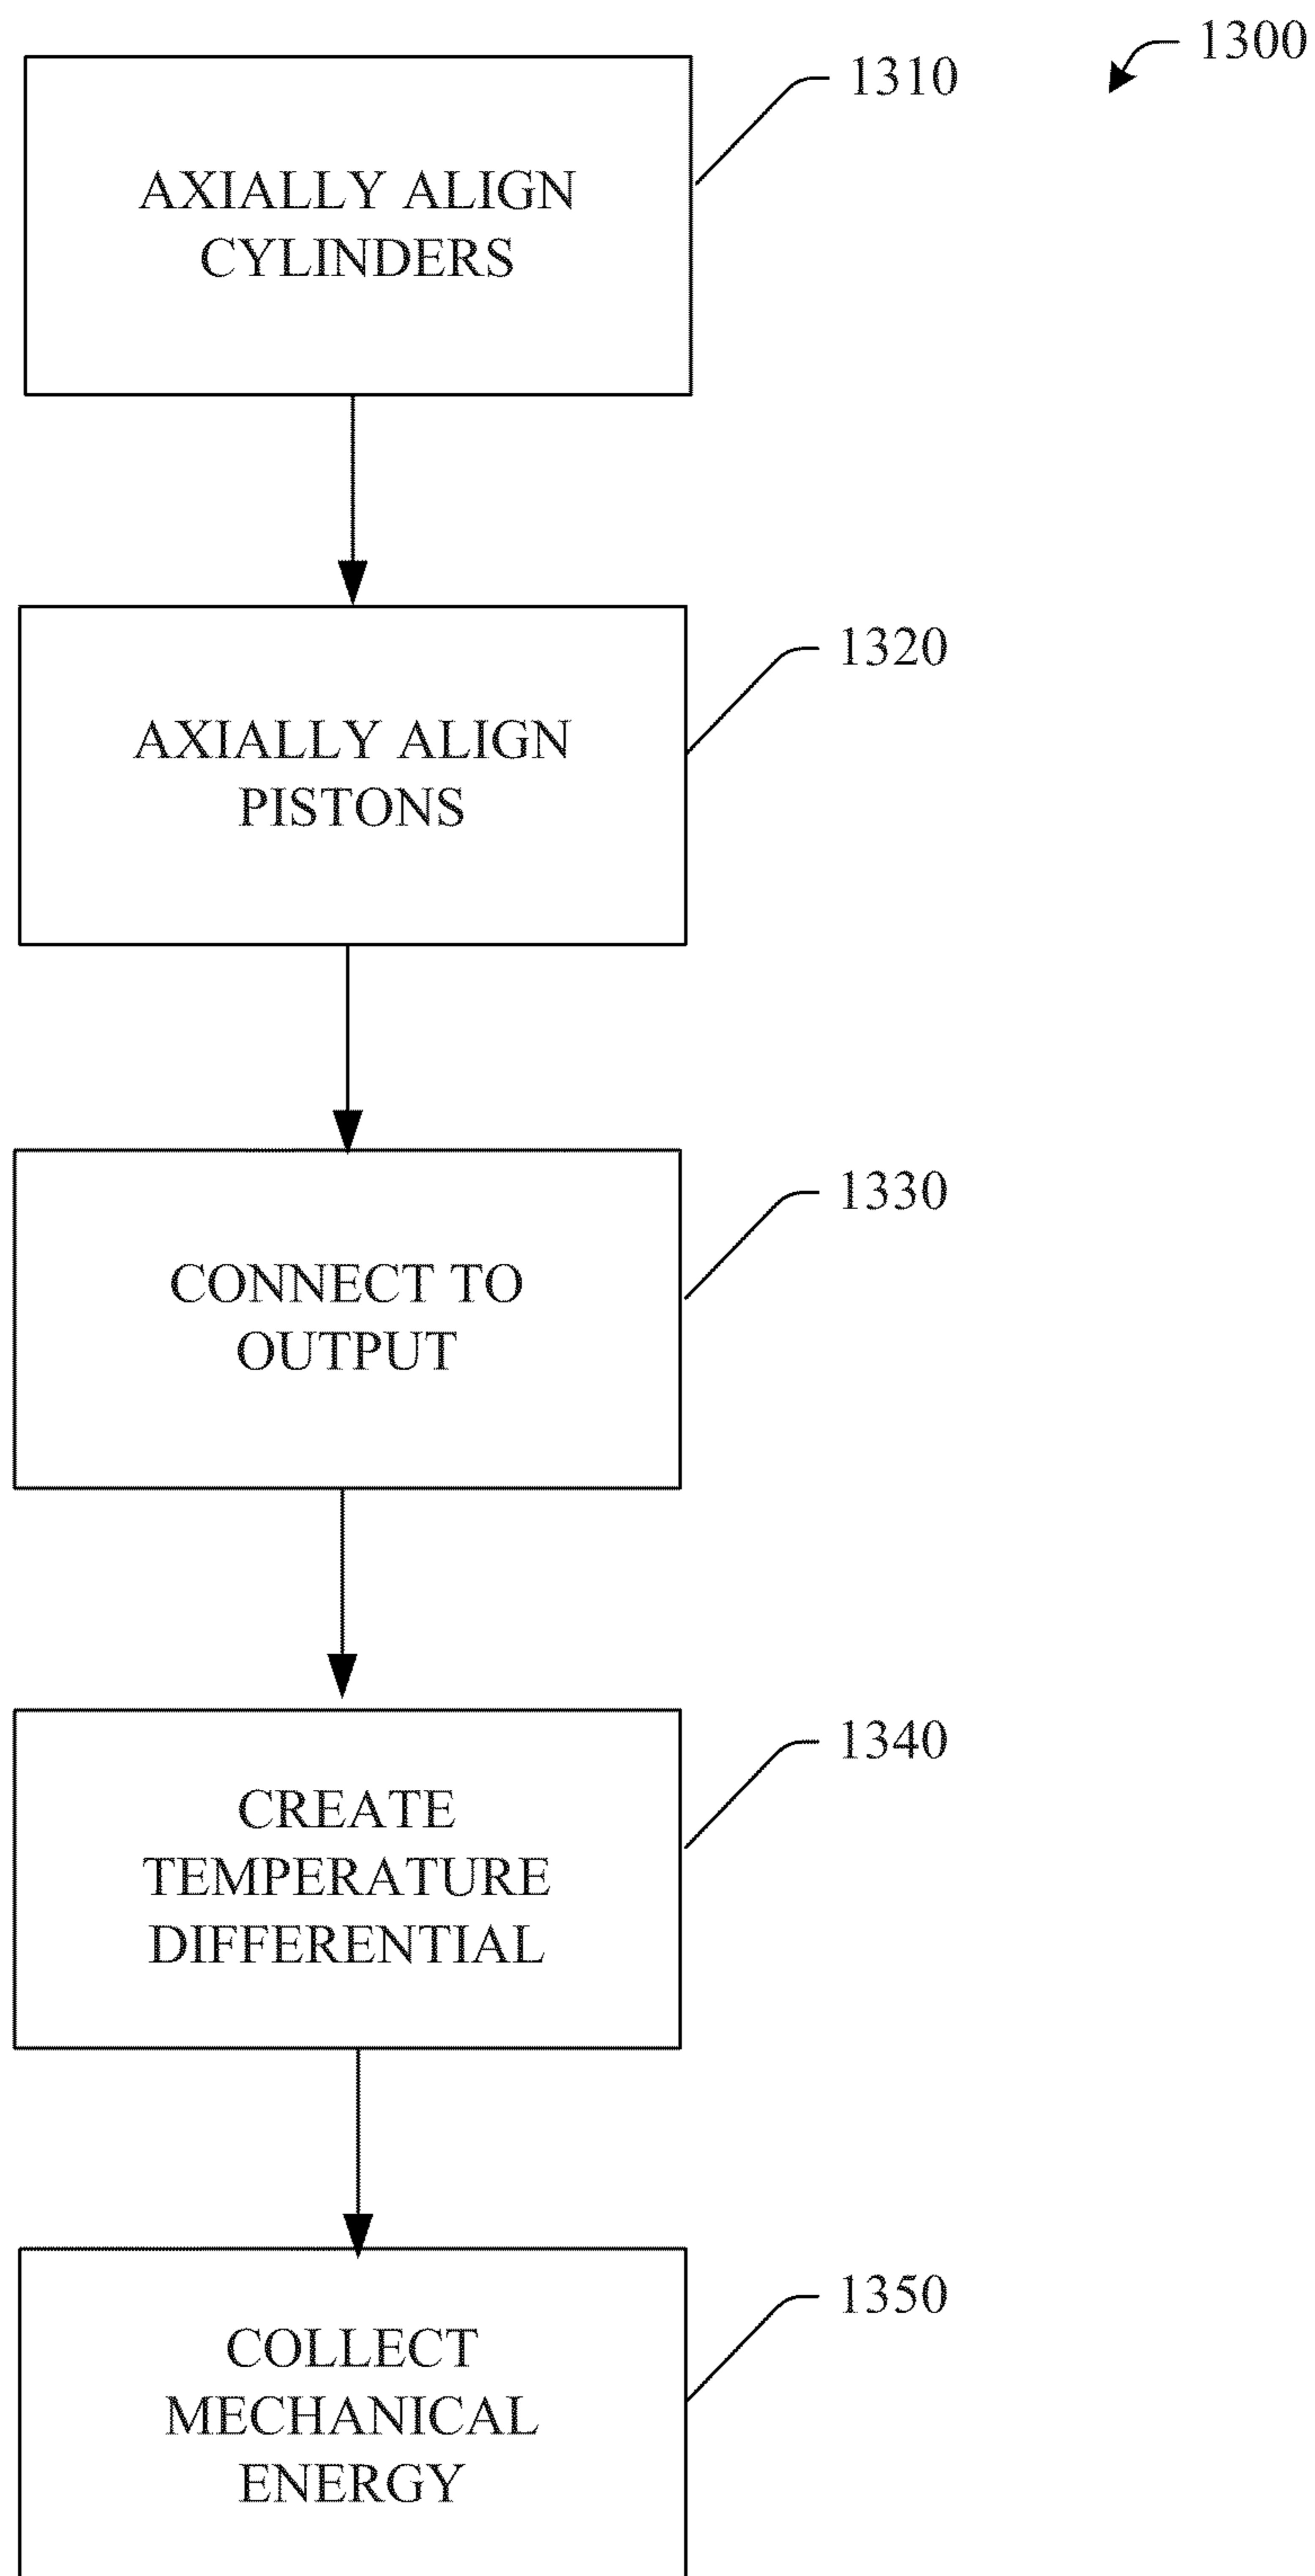 1300
1310
AXIALLY ALIGN
CYLINDERS
1320
AXIALLY ALIGN
PISTONS
1330
CONNECT TO
OUTPUT
1340
CREATE
TEMPERATURE
DIFFERENTIAL
1350
COLLECT
MECHANICAL
ENERGY